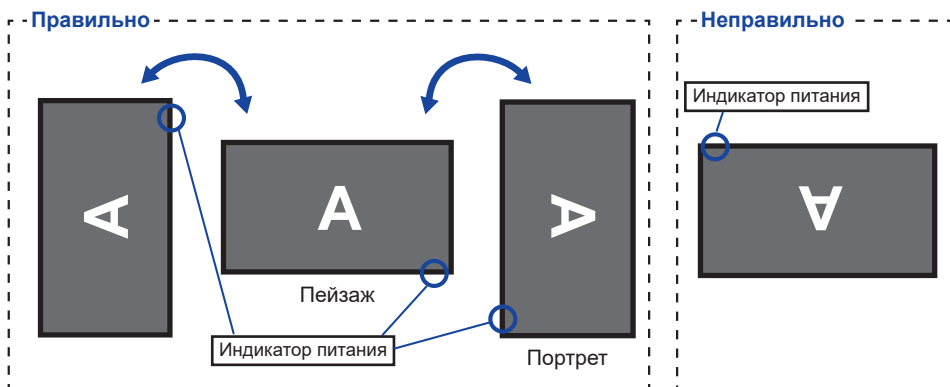 Правильно
Неправильно
Индикатор питания
A
A
A
A
Пейзаж
Индикатор питания
Портрет